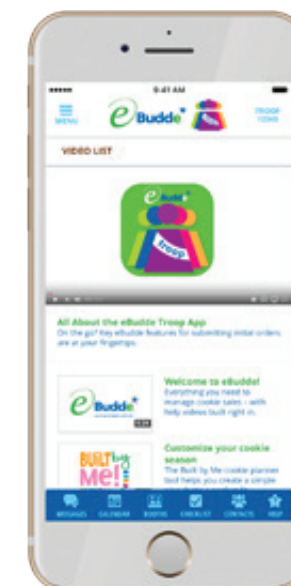 9:41 AM
MENU
eBudde
TROOP
VIDEO LIST
eBudde
troop
All About the eBudde Troop App
On the go? Key eBudde features for submitting initial orders
are at your fingertips.
eBudde
Welcome to eBudde!
Everything you need to
manage cookie sales – with
help videos built right in.
BUILT by
Me!
Customize your cookie
season
The Built by Me cookie planner
tool helps you create a simple
MESSAGES CALENDAR BOOTHS CHECKLIST CONTACTS HELP